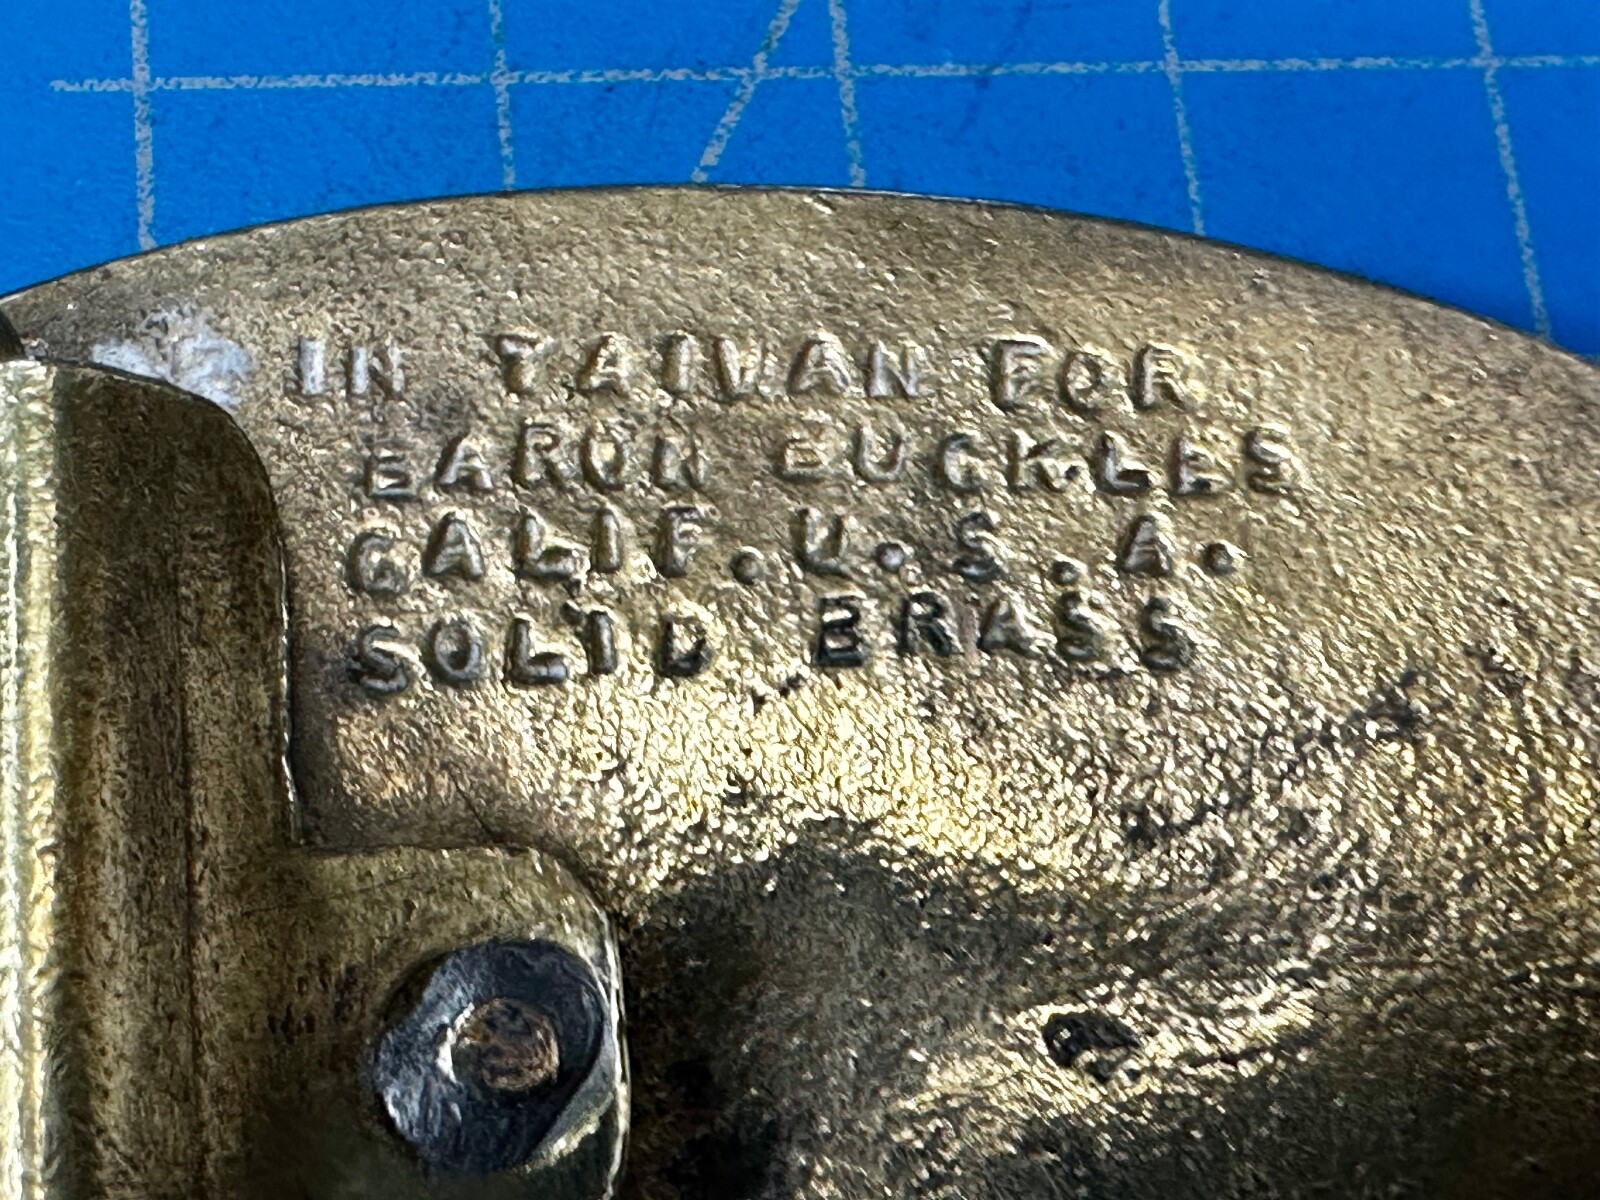 IN TAIWAN FOR
BARON BUCKLES
CALIF. U.S.A.
SOLID BRASS